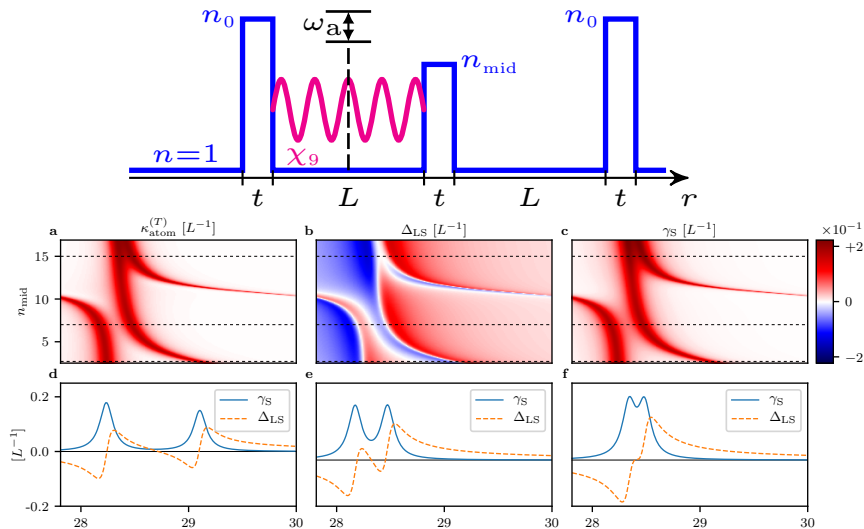 n₀
ωₐ
n₀
n_mid
n=1
χ₉
t
L
t
L
t
r
a
κ_atom^(T) [L⁻¹]
b
Δ_LS [L⁻¹]
c
γ_S [L⁻¹]
×10⁻¹
n_mid
15
10
5
+2
0
−2
d
e
f
[L⁻¹]
0.2
0.0
-0.2
γ_S
Δ_LS
γ_S
Δ_LS
γ_S
Δ_LS
28
29
30
28
29
30
28
29
30